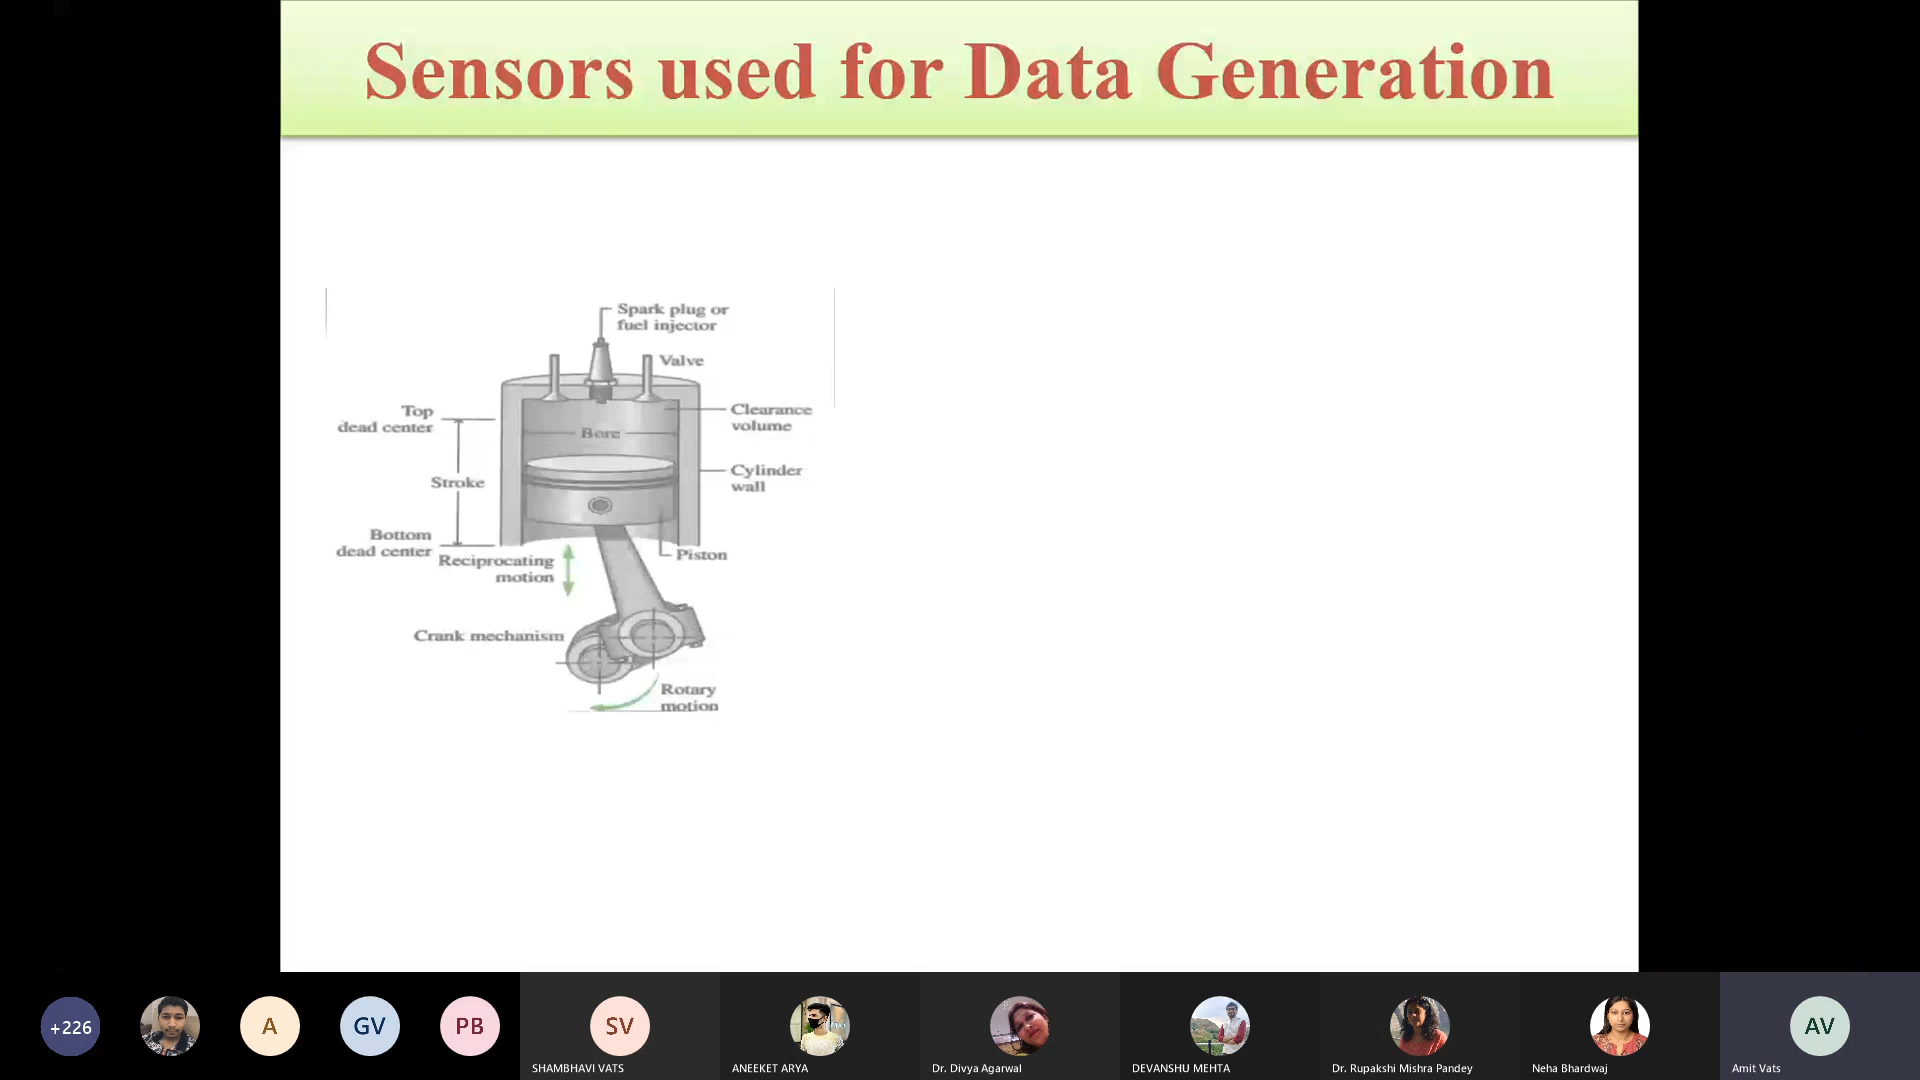 Sensors used for Data Generation
Spark plug or
fuel injector
Valve
Top
dead center
Clearance
volume
Bore
Cylinder
wall
Stroke
Bottom
dead center
Reciprocating
motion
Piston
Crank mechanism
Rotary
motion
+226
A
GV
PB
SV
AV
SHAMBHAVI VATS
ANEEKET ARYA
Dr. Divya Agarwal
DEVANSHU MEHTA
Dr. Rupakshi Mishra Pandey
Neha Bhardwaj
Amit Vats